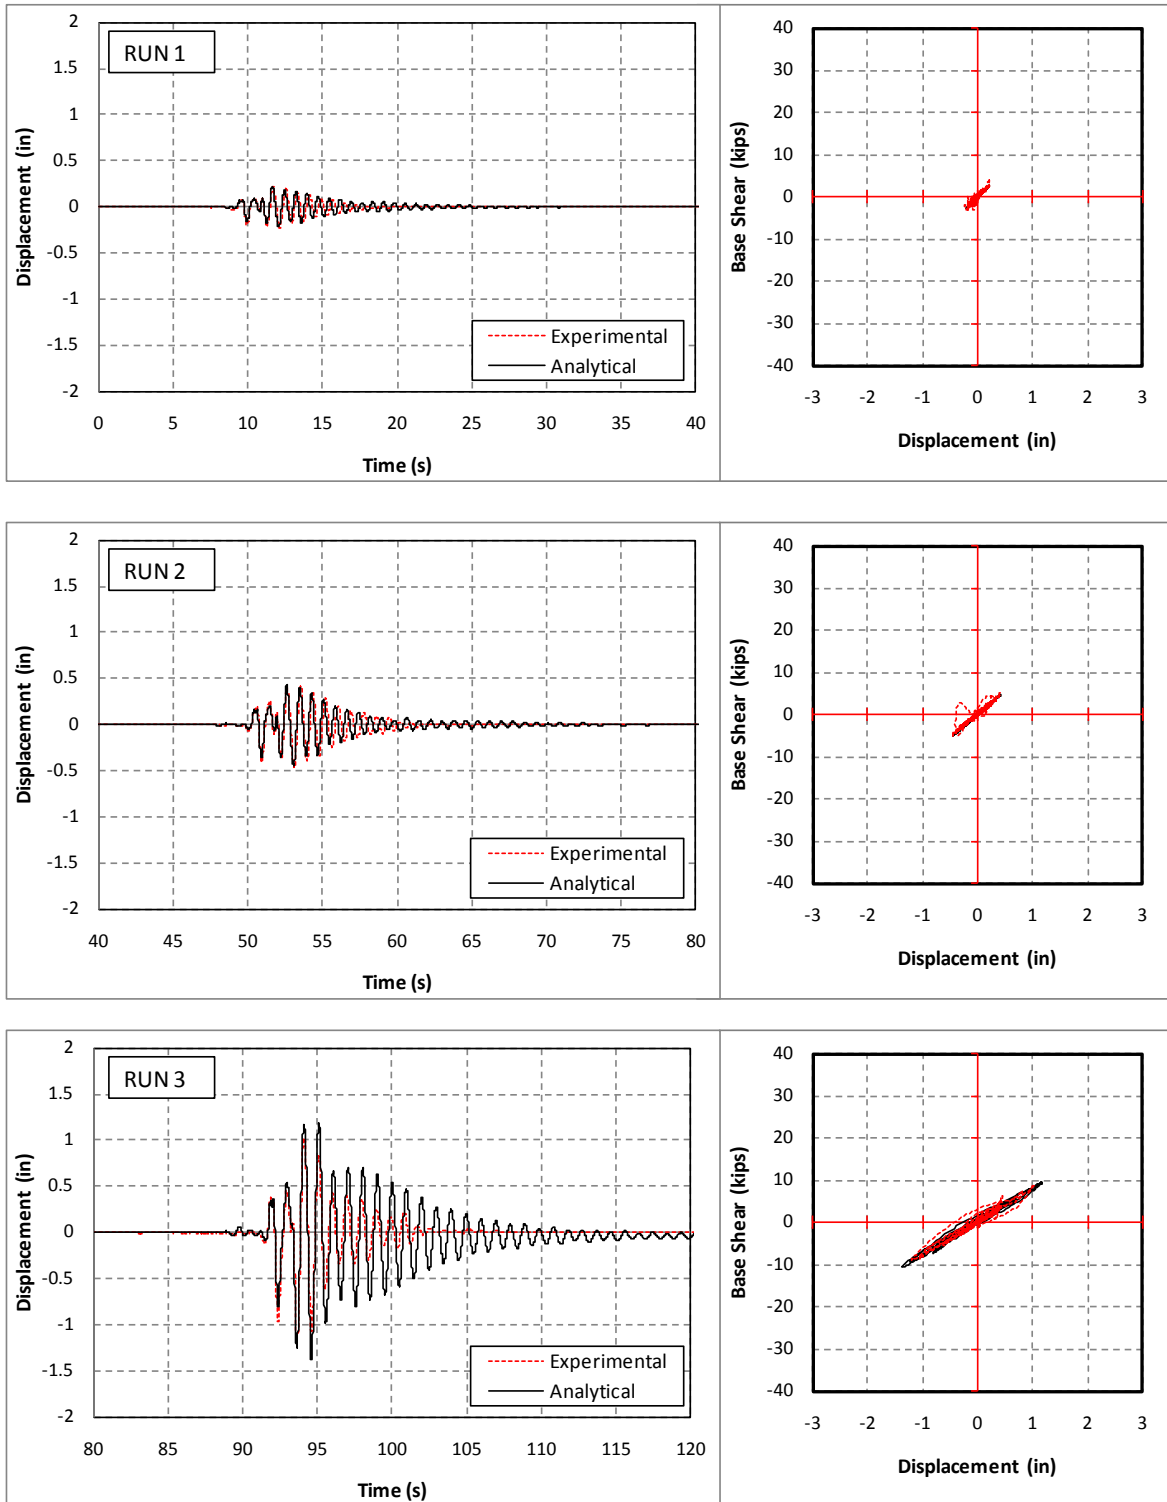 RUN 1
Displacement (in)
2
1.5
1
0.5
0
-0.5
-1
-1.5
-2
0 5 10 15 20 25 30 35 40
Time (s)
Experimental
Analytical
Base Shear (kips)
40
30
20
10
0
-10
-20
-30
-40
-3 -2 -1 0 1 2 3
Displacement (in)
RUN 2
Displacement (in)
2
1.5
1
0.5
0
-0.5
-1
-1.5
-2
40 45 50 55 60 65 70 75 80
Time (s)
Experimental
Analytical
Base Shear (kips)
40
30
20
10
0
-10
-20
-30
-40
-3 -2 -1 0 1 2 3
Displacement (in)
RUN 3
Displacement (in)
2
1.5
1
0.5
0
-0.5
-1
-1.5
-2
80 85 90 95 100 105 110 115 120
Time (s)
Experimental
Analytical
Base Shear (kips)
40
30
20
10
0
-10
-20
-30
-40
-3 -2 -1 0 1 2 3
Displacement (in)